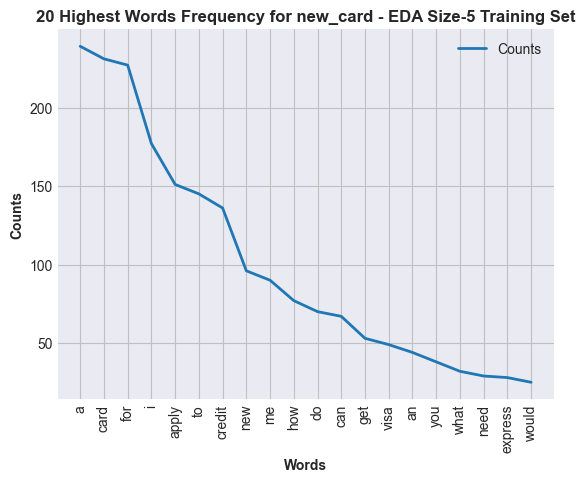 20 Highest Words Frequency for new_card - EDA Size-5 Training Set
Counts
200
150
100
50
Counts
a
card
for
i
apply
to
credit
new
me
how
do
can
get
visa
an
you
what
need
express
would
Words